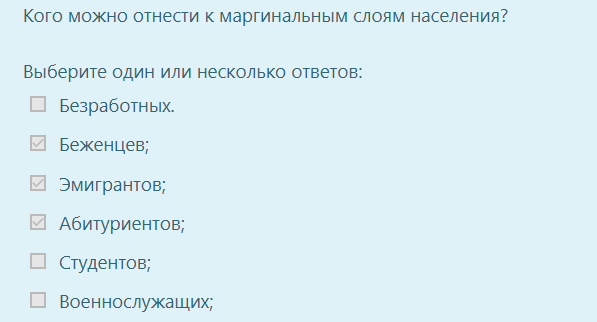 Кого можно отнести к маргинальным слоям населения?
Выберите один или несколько ответов:
Безработных.
Беженцев;
Эмигрантов;
Абитуриентов;
Студентов;
Военнослужащих;